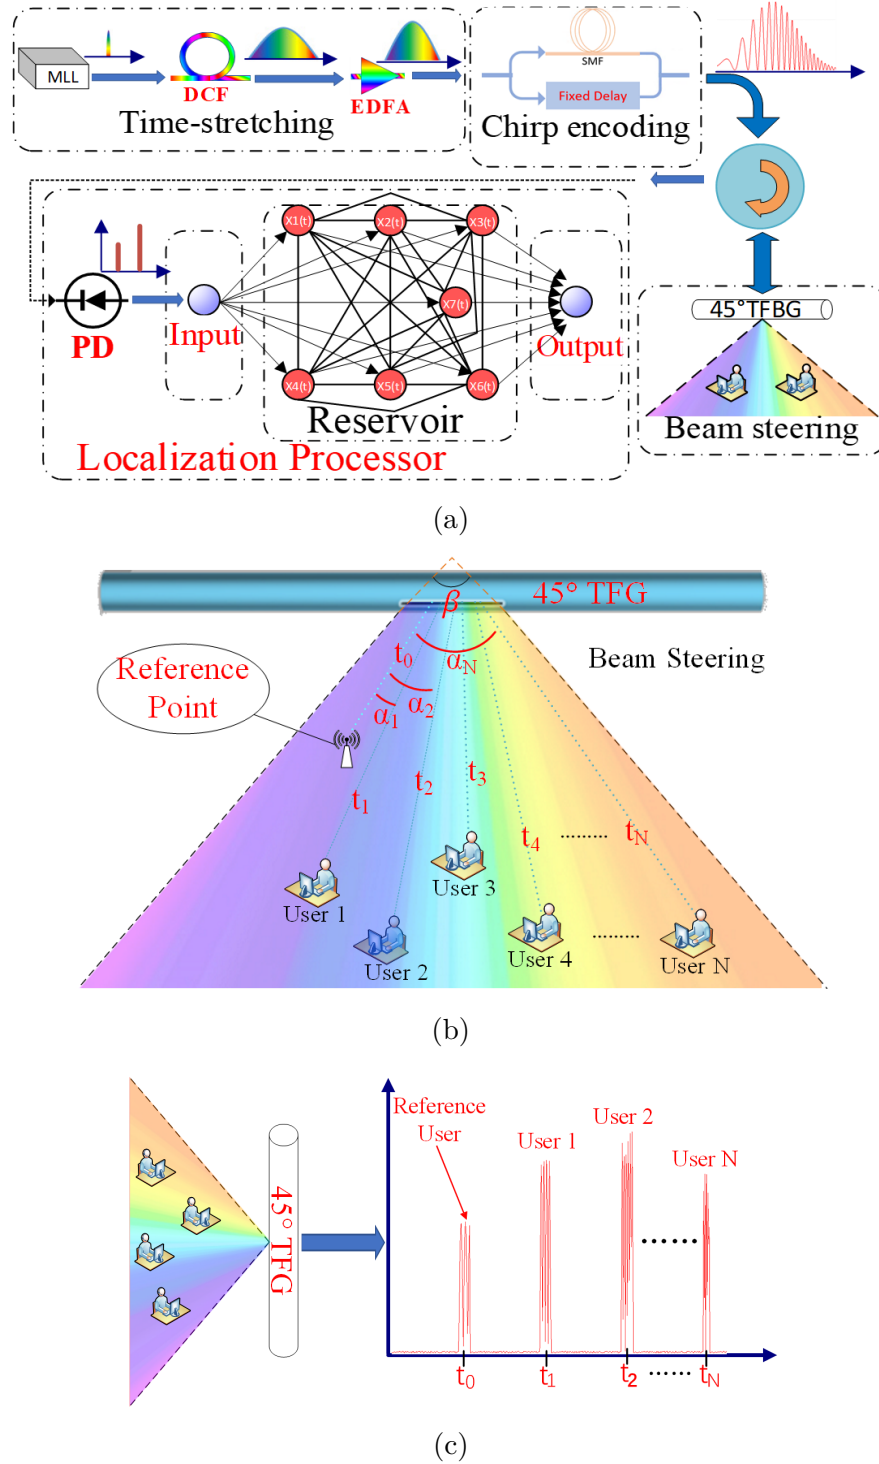 MLL
DCF
EDFA
Time-stretching
SMF
Fixed Delay
Chirp encoding
X1(t)
X2(t)
X3(t)
X7(t)
X4(t)
X5(t)
X6(t)
PD
Input
Output
Reservoir
Localization Processor
45°TFBG
Beam steering
(a)
45° TFG
β
Reference
Point
t0
αN
α1
α2
Beam Steering
t1
t2
t3
t4
.........
tN
User 1
User 2
User 3
User 4
.........
User N
(b)
45° TFG
Reference
User
User 1
User 2
User N
......
t0
t1
t2
......
tN
(c)